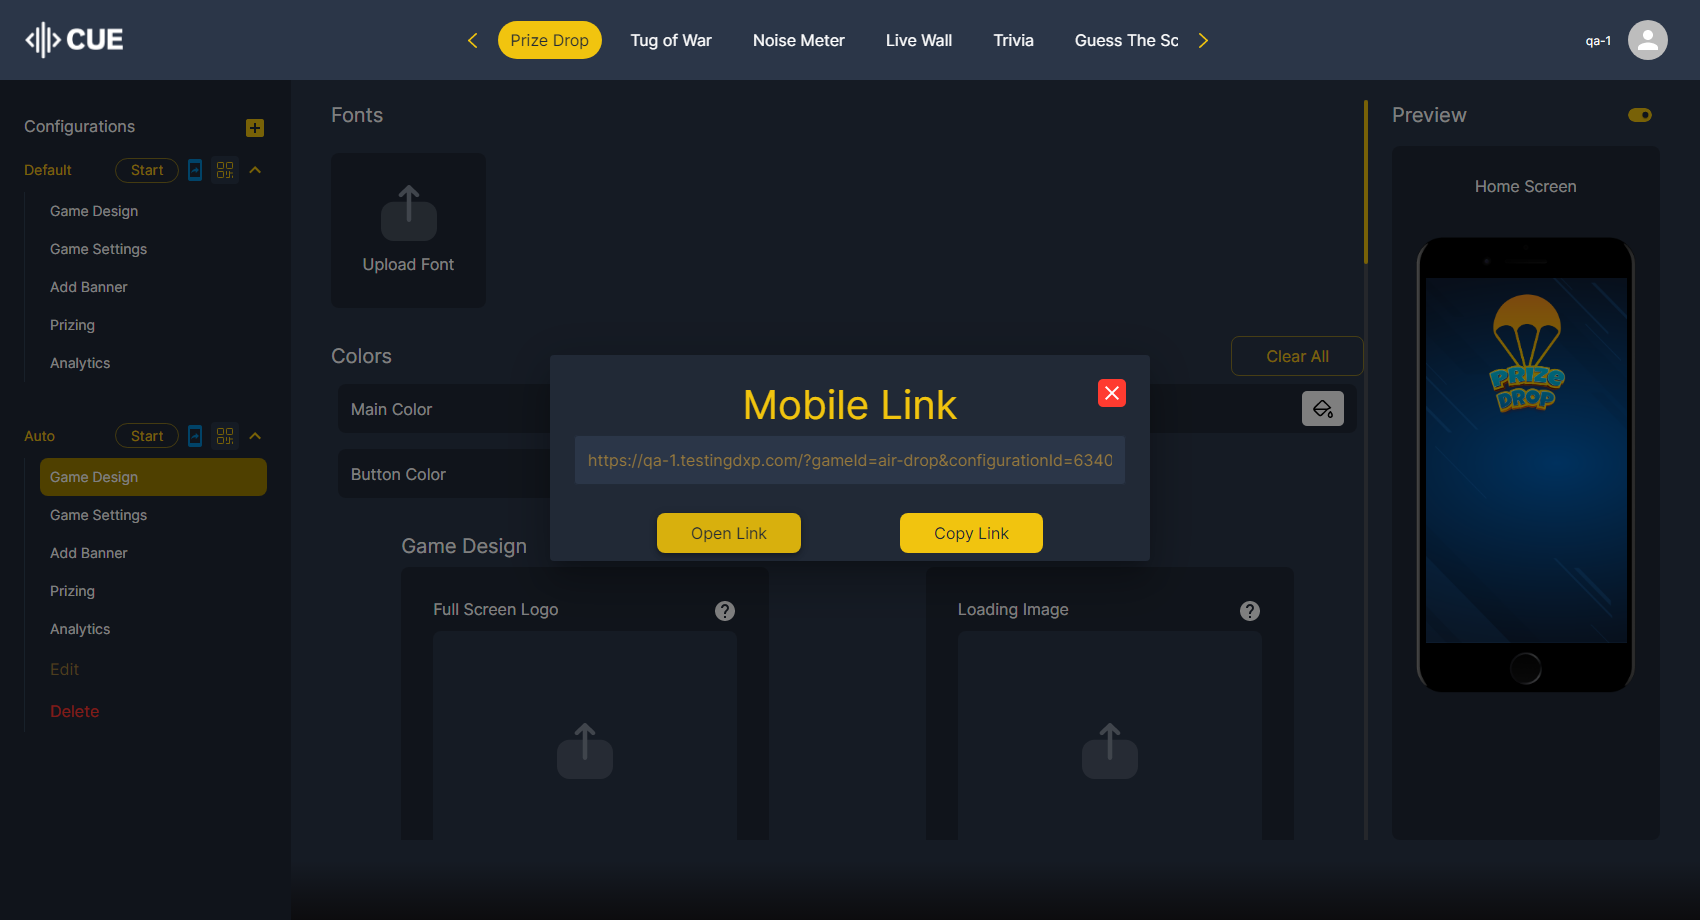 CUE
Prize Drop
Tug of War
Noise Meter
Live Wall
Trivia
Guess The Sc
qa-1
Configurations
Default
Start
Game Design
Game Settings
Add Banner
Prizing
Analytics
Auto
Start
Game Design
Game Settings
Add Banner
Prizing
Analytics
Edit
Delete
Fonts
Upload Font
Colors
Clear All
Main Color
Button Color
Mobile Link
https://qa-1.testingdxp.com/?gameId=air-drop&configurationId=6340
Open Link
Copy Link
Game Design
Full Screen Logo
?
Loading Image
?
Preview
Home Screen
PRIZE
DROP